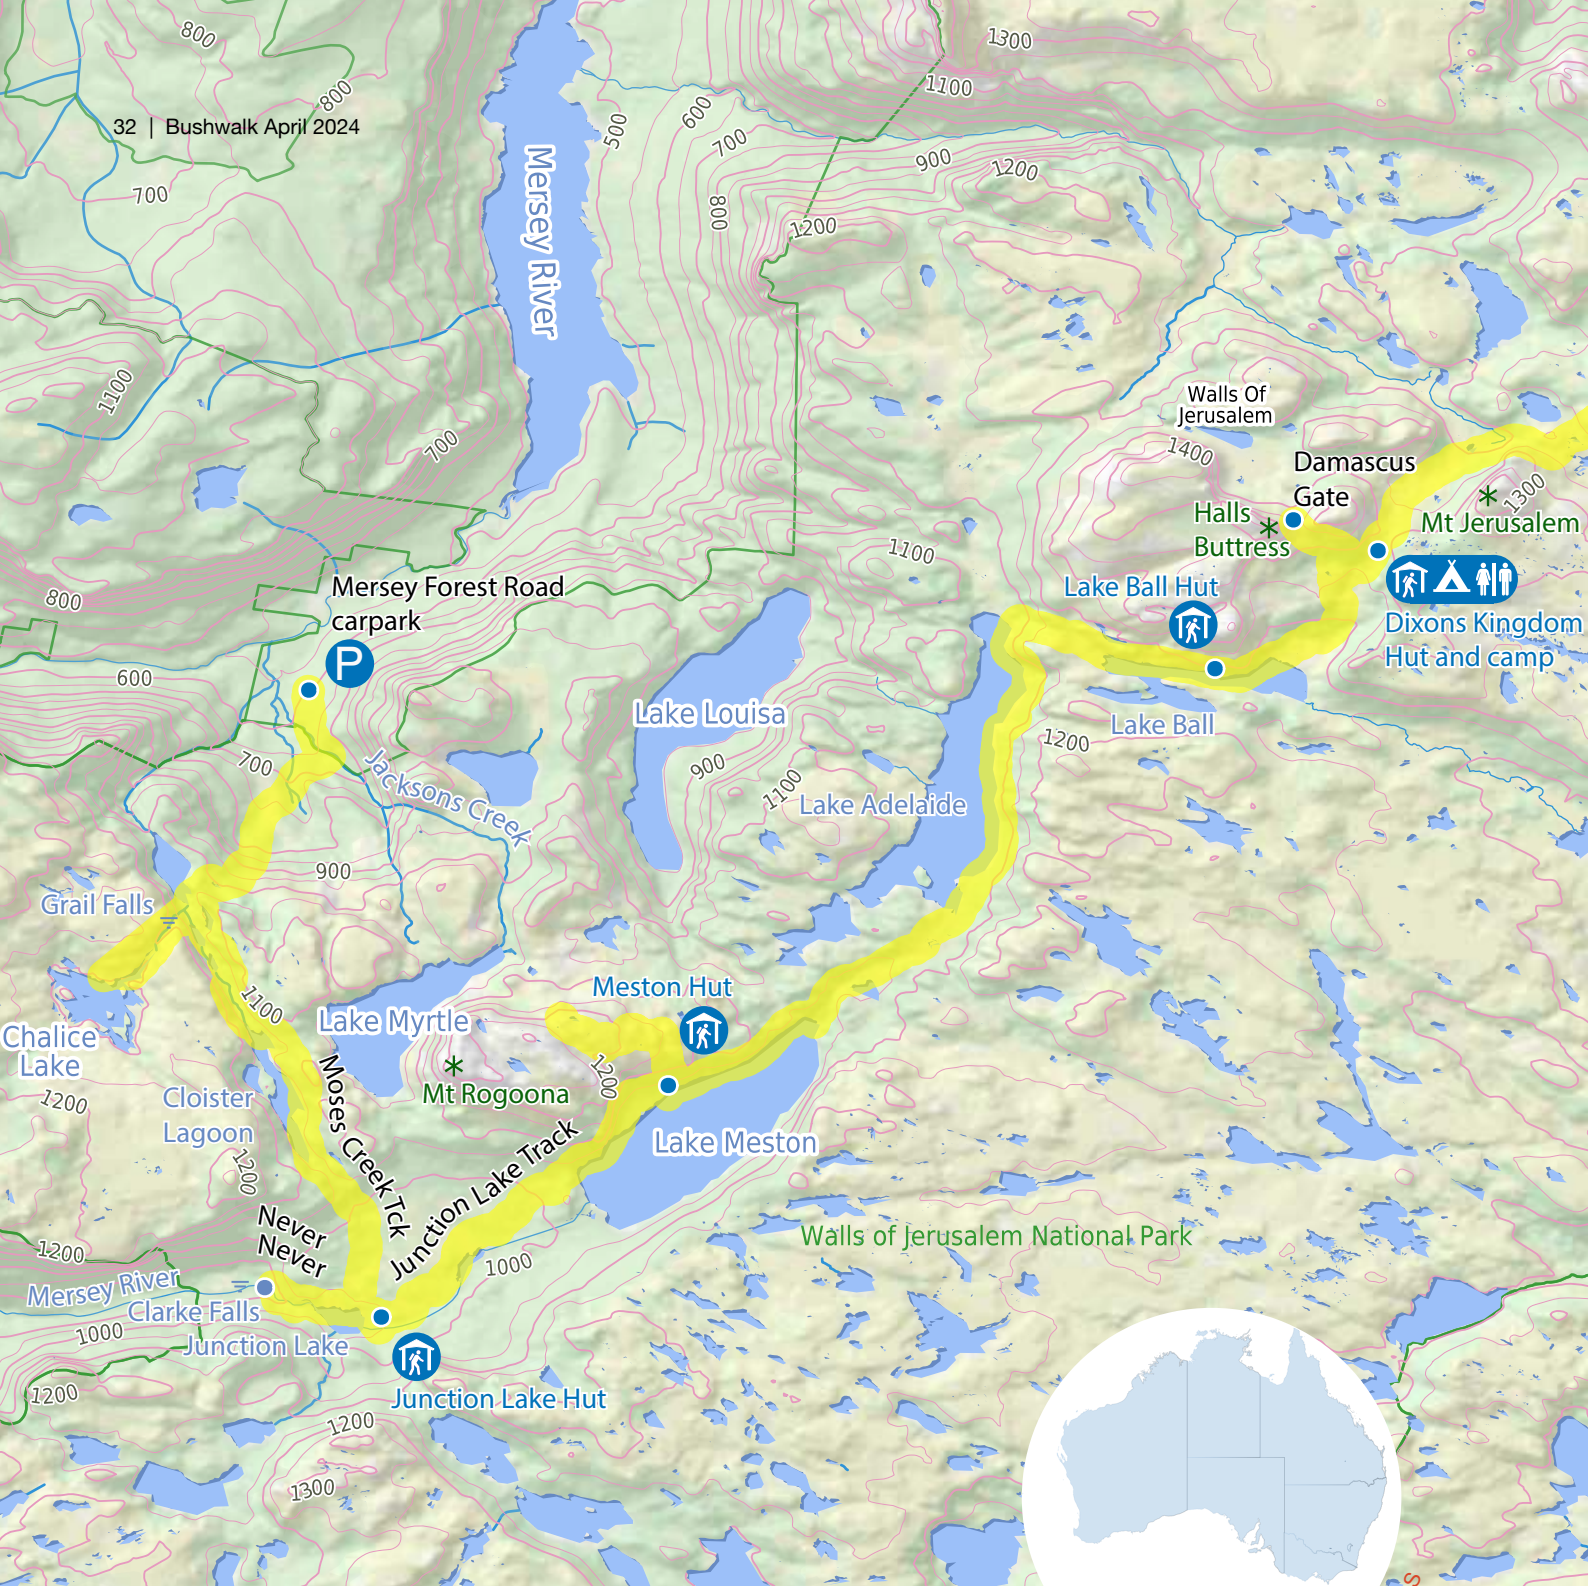 800
1300
1100
800
32 | Bushwalk April 2024
500
600
700
900
1200
700
800
1200
Mersey River
1100
700
Walls Of
Jerusalem
1400
Damascus
Gate
1300
Halls
Buttress
Mt Jerusalem
1100
Mersey Forest Road
carpark
P
800
600
Lake Ball Hut
Dixons Kingdom
Hut and camp
Lake Louisa
Lake Ball
1200
700
Jacksons Creek
900
1100
Lake Adelaide
900
Grail Falls
Meston Hut
1100
Lake Myrtle
Chalice
Lake
Mt Rogoona
1200
1200
Cloister
Lagoon
Moses Creek Tck
Junction Lake Track
Lake Meston
1200
Never
Never
Walls of Jerusalem National Park
1200
1000
Mersey River
Clarke Falls
1000
Junction Lake
1200
Junction Lake Hut
1200
1300
s